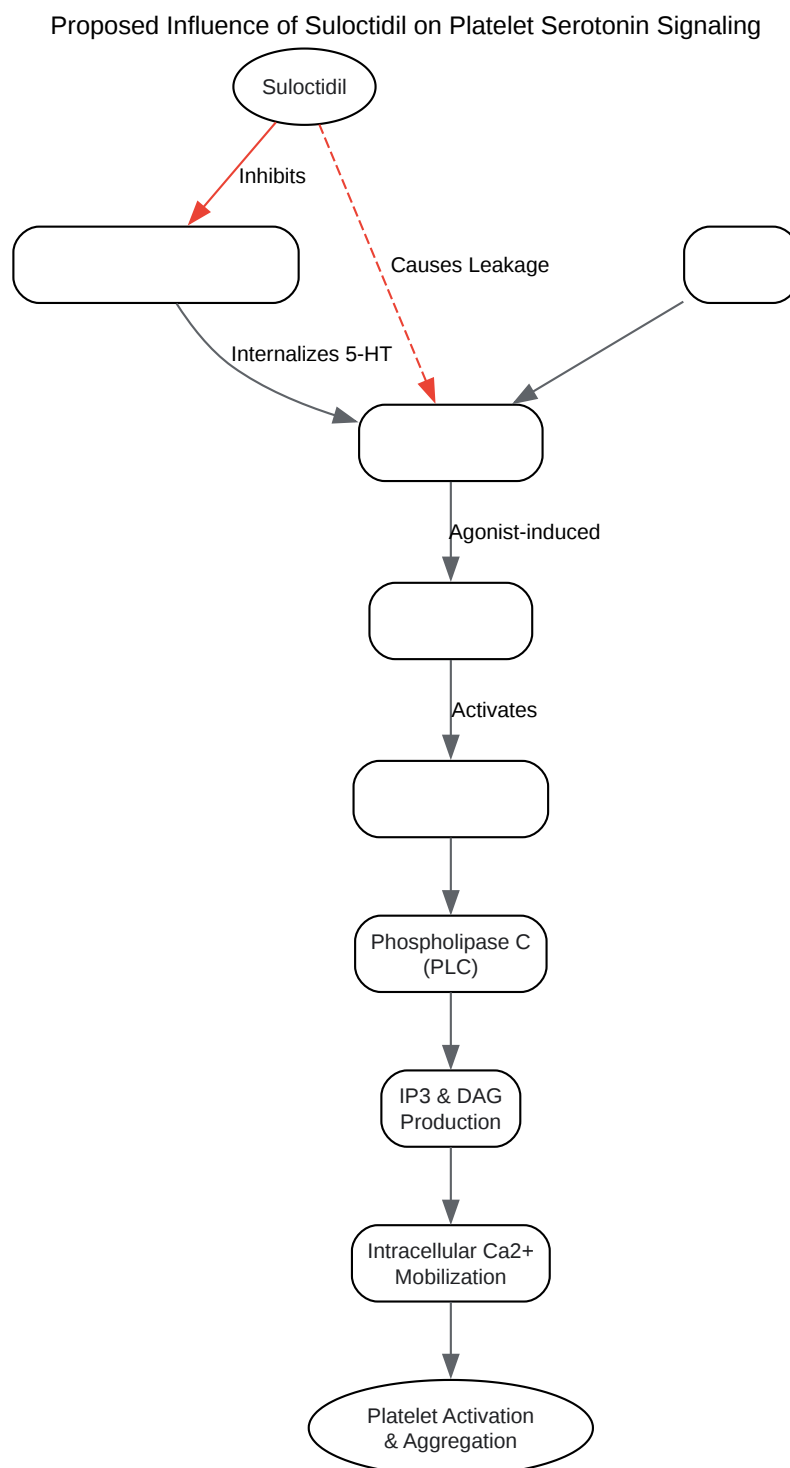 Proposed Influence of Suloctidil on Platelet Serotonin Signaling
Suloctidil
Inhibits
Causes Leakage
Internalizes 5-HT
Agonist-induced
Activates
Phospholipase C
(PLC)
IP3 & DAG
Production
Intracellular Ca2+
Mobilization
Platelet Activation
& Aggregation